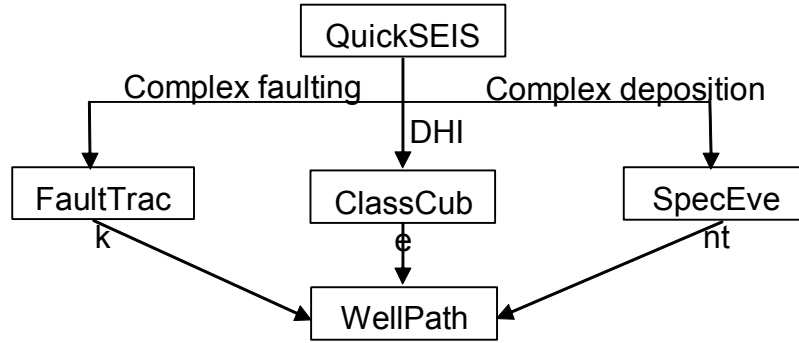 QuickSEIS
Complex faulting
Complex deposition
DHI
FaultTrac
k
ClassCub
e
SpecEve
nt
WellPath